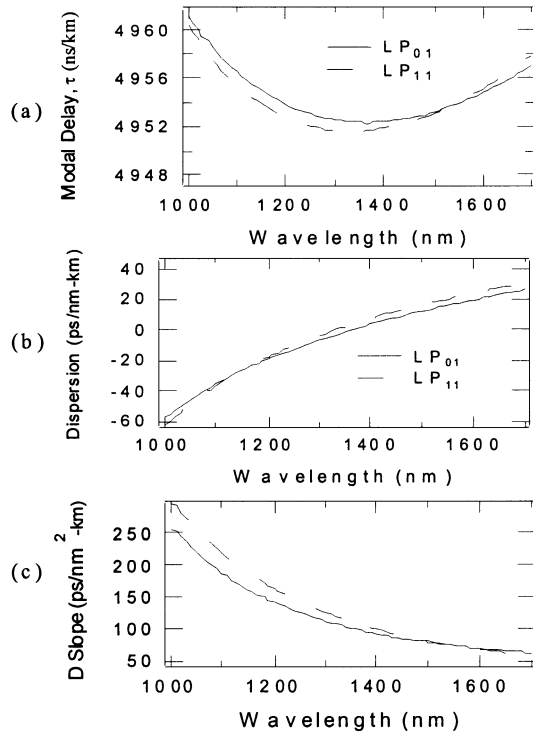 (a)
Modal Delay, τ (ns/km)
4960
4956
4952
4948
LP01
LP11
1000 1200 1400 1600
Wavelength (nm)
(b)
Dispersion (ps/nm-km)
40
20
0
-20
-40
-60
LP01
LP11
1000 1200 1400 1600
Wavelength (nm)
(c)
D Slope (ps/nm²-km)
250
200
150
100
50
1000 1200 1400 1600
Wavelength (nm)